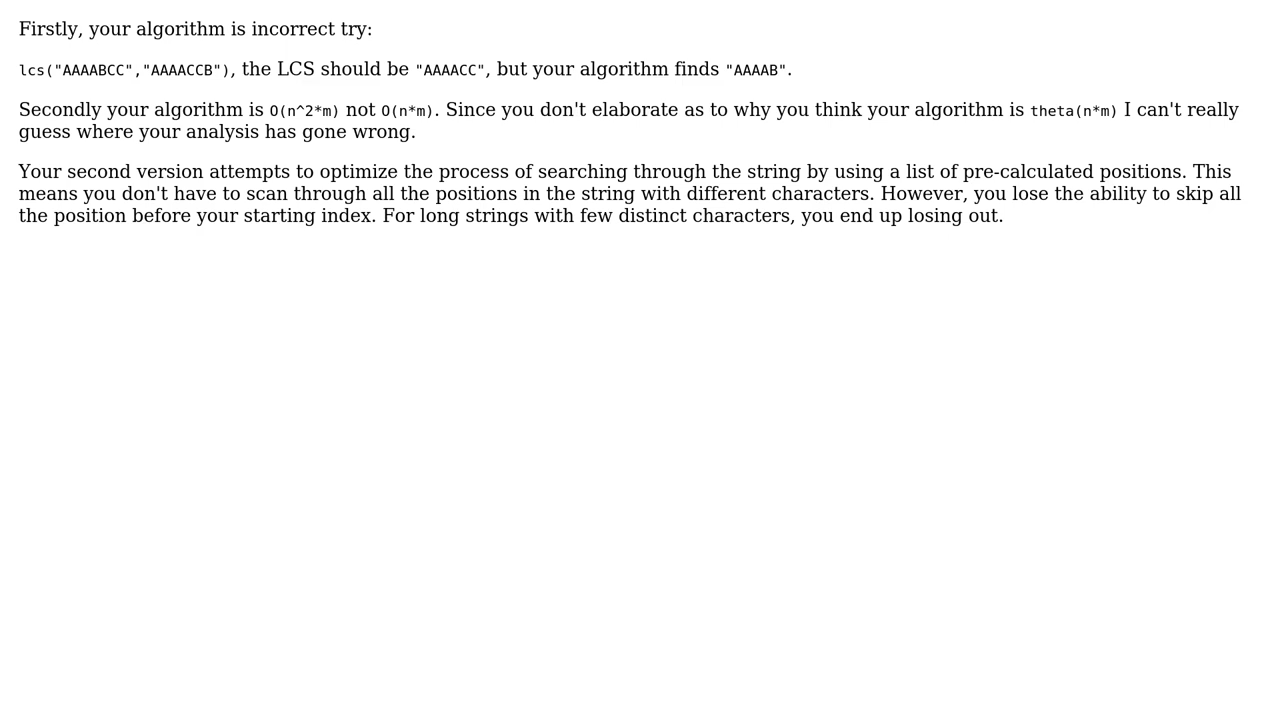 Firstly, your algorithm is incorrect try:
lcs("AAAABCC","AAAACCB"), the LCS should be "AAAACC", but your algorithm finds "AAAAB".
Secondly your algorithm is O(n^2*m) not O(n*m). Since you don't elaborate as to why you think your algorithm is theta(n*m) I can't really
guess where your analysis has gone wrong.
Your second version attempts to optimize the process of searching through the string by using a list of pre-calculated positions. This
means you don't have to scan through all the positions in the string with different characters. However, you lose the ability to skip all
the position before your starting index. For long strings with few distinct characters, you end up losing out.